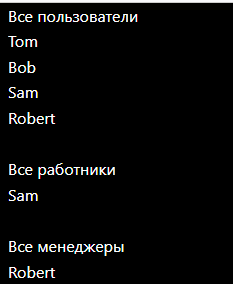 Все пользователи
Tom
Bob
Sam
Robert
Все работники
Sam
Все менеджеры
Robert